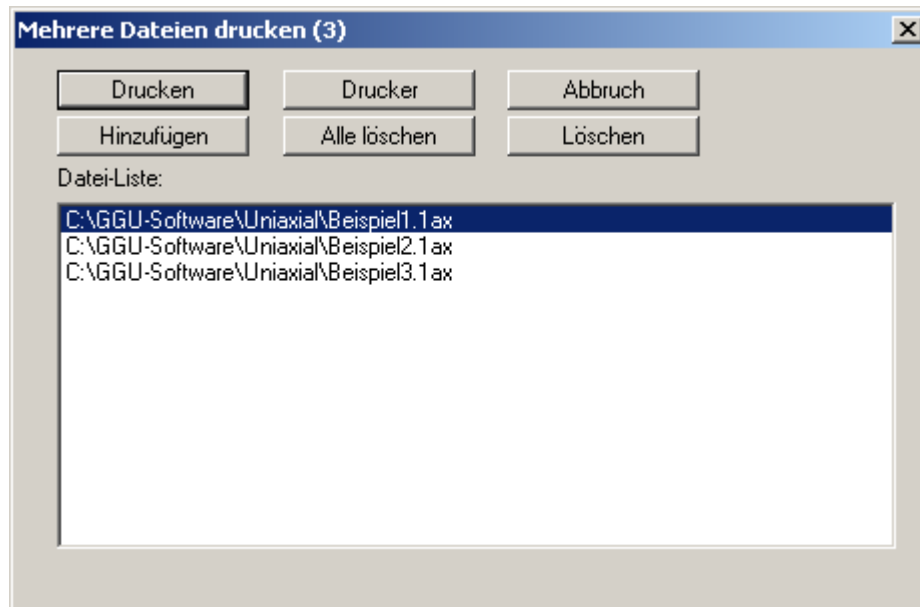 Mehrere Dateien drucken (3)
Drucken Drucker Abbruch
Hinzufügen Alle löschen Löschen
Datei-Liste:
C:\GGU-Software\Uniaxial\Beispiel1.1ax
C:\GGU-Software\Uniaxial\Beispiel2.1ax
C:\GGU-Software\Uniaxial\Beispiel3.1ax